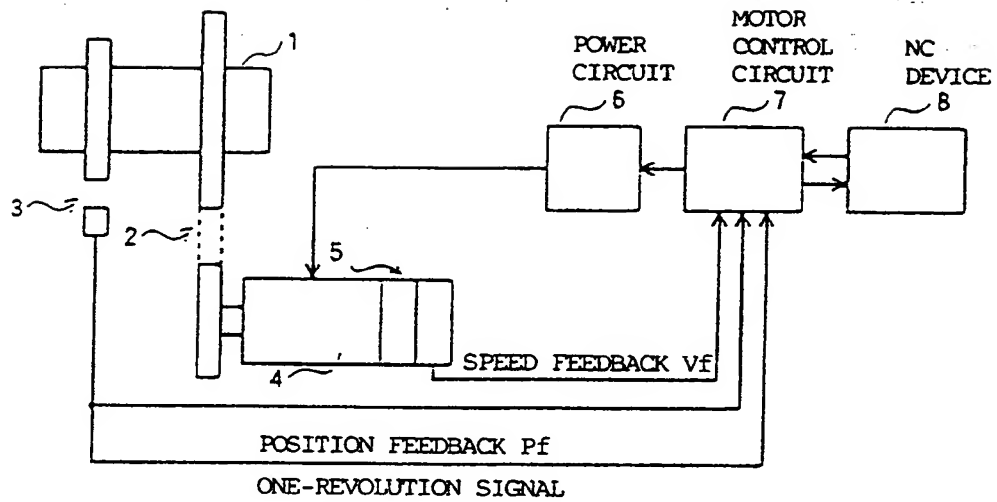 POWER
CIRCUIT
6
MOTOR
CONTROL
CIRCUIT
7
NC
DEVICE
8
1
3
2
5
4
SPEED FEEDBACK Vf
POSITION FEEDBACK Pf
ONE-REVOLUTION SIGNAL